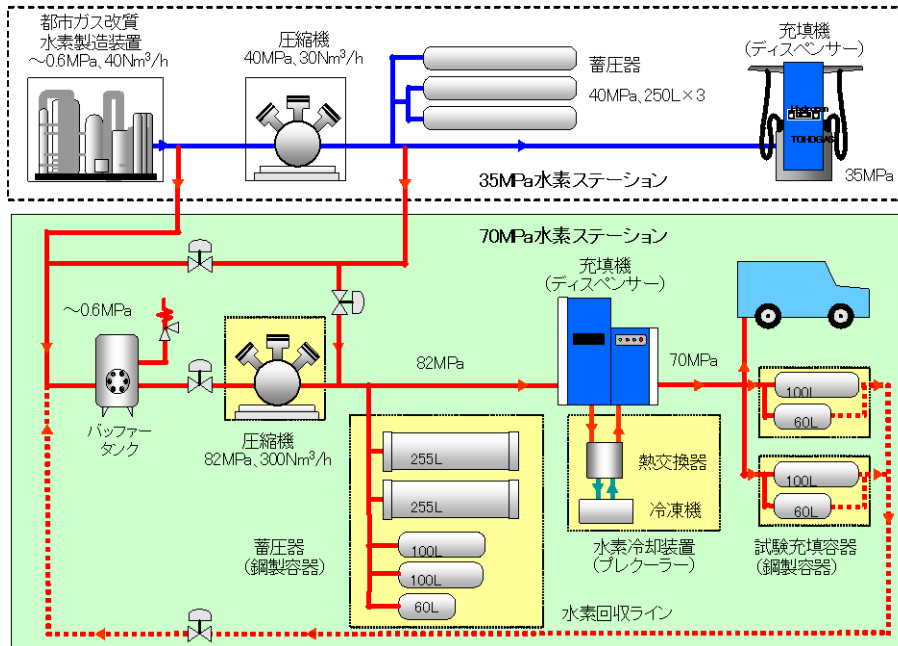 都市ガス改質
水素製造装置
～0.6MPa、40Nm³/h
圧縮機
40MPa、30Nm³/h
蓄圧器
40MPa、250L×3
充填機
(ディスペンサー)
Hydrogen
TOHOGAS
35MPa
35MPa水素ステーション
70MPa水素ステーション
～0.6MPa
バッファー
タンク
圧縮機
82MPa、300Nm³/h
82MPa
充填機
(ディスペンサー)
70MPa
熱交換器
冷凍機
水素冷却装置
(プレクーラー)
蓄圧器
(鋼製容器)
255L
255L
100L
100L
60L
100L
60L
100L
60L
試験充填容器
(鋼製容器)
水素回収ライン